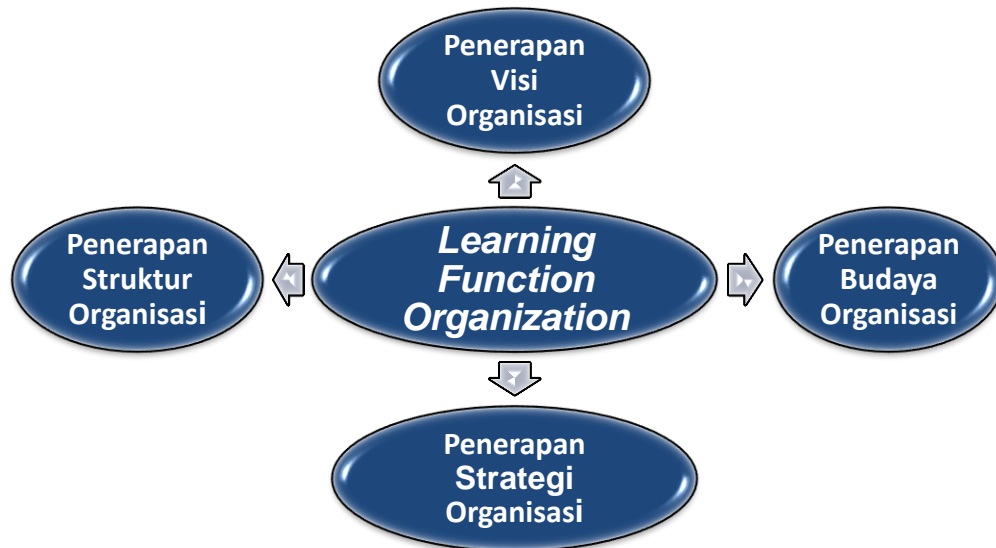 Penerapan
Visi
Organisasi
Penerapan
Struktur
Organisasi
Learning
Function
Organization
Penerapan
Budaya
Organisasi
Penerapan
Strategi
Organisasi